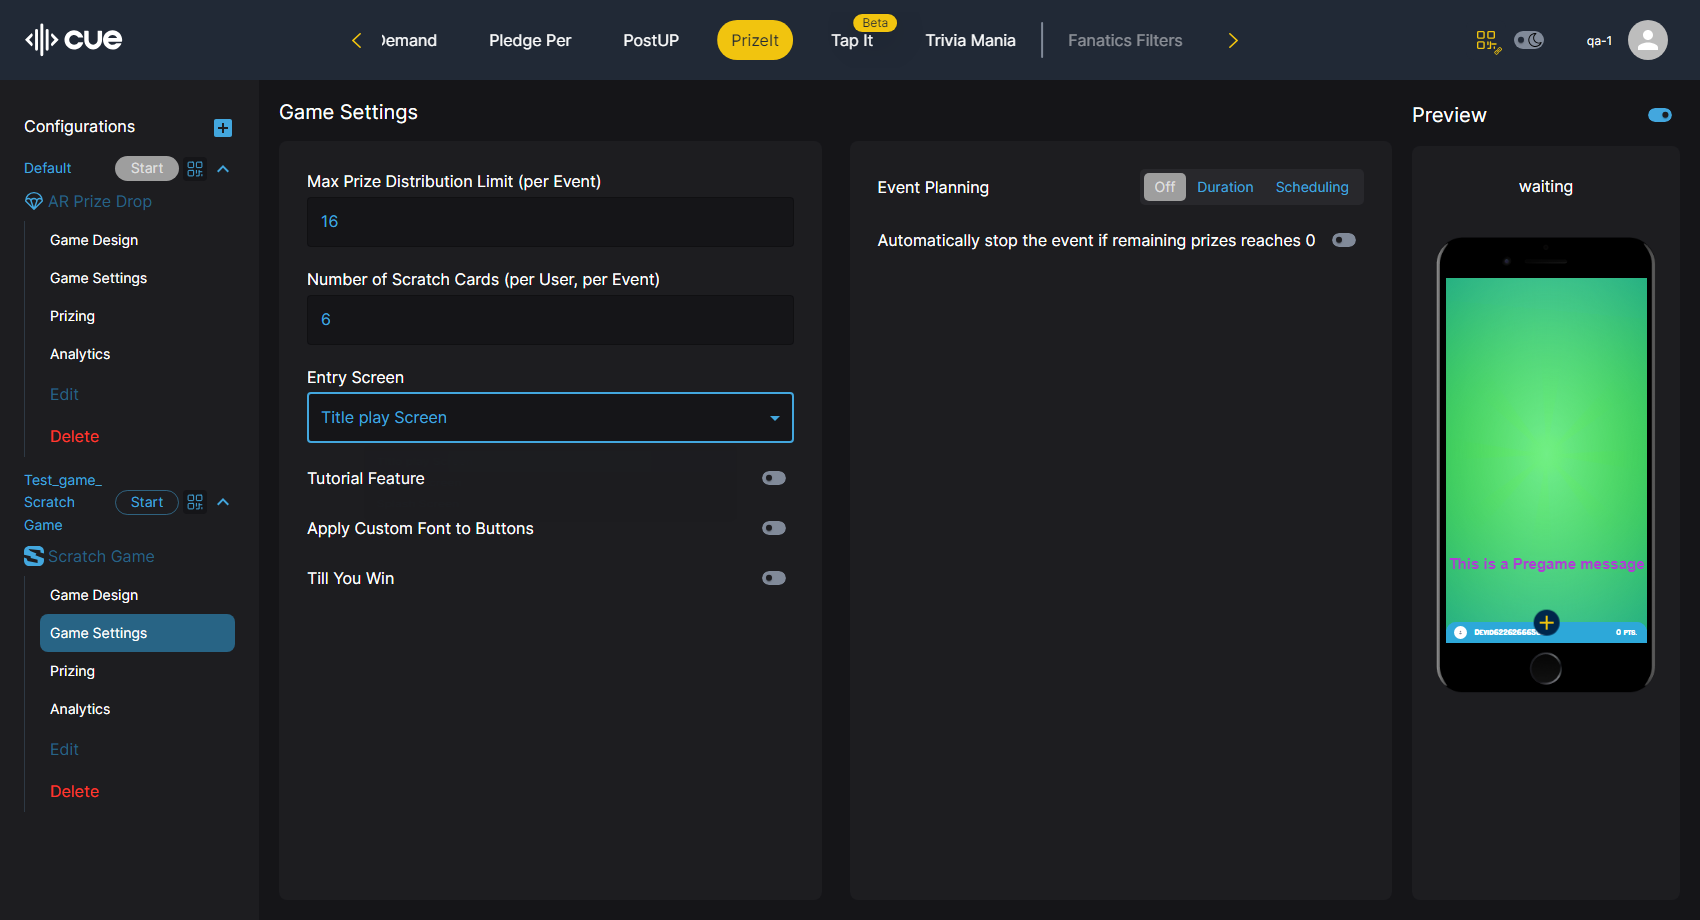 cue
Demand
Pledge Per
PostUP
PrizeIt
Beta
Tap It
Trivia Mania
Fanatics Filters
qa-1
Configurations
Default
Start
AR Prize Drop
Game Design
Game Settings
Prizing
Analytics
Edit
Delete
Test_game_
Scratch
Game
Start
Scratch Game
Game Design
Game Settings
Prizing
Analytics
Edit
Delete
Game Settings
Max Prize Distribution Limit (per Event)
16
Number of Scratch Cards (per User, per Event)
6
Entry Screen
Title play Screen
Tutorial Feature
Apply Custom Font to Buttons
Till You Win
Event Planning
Off
Duration
Scheduling
Automatically stop the event if remaining prizes reaches 0
Preview
waiting
This is a Pregame message
0 PTS.